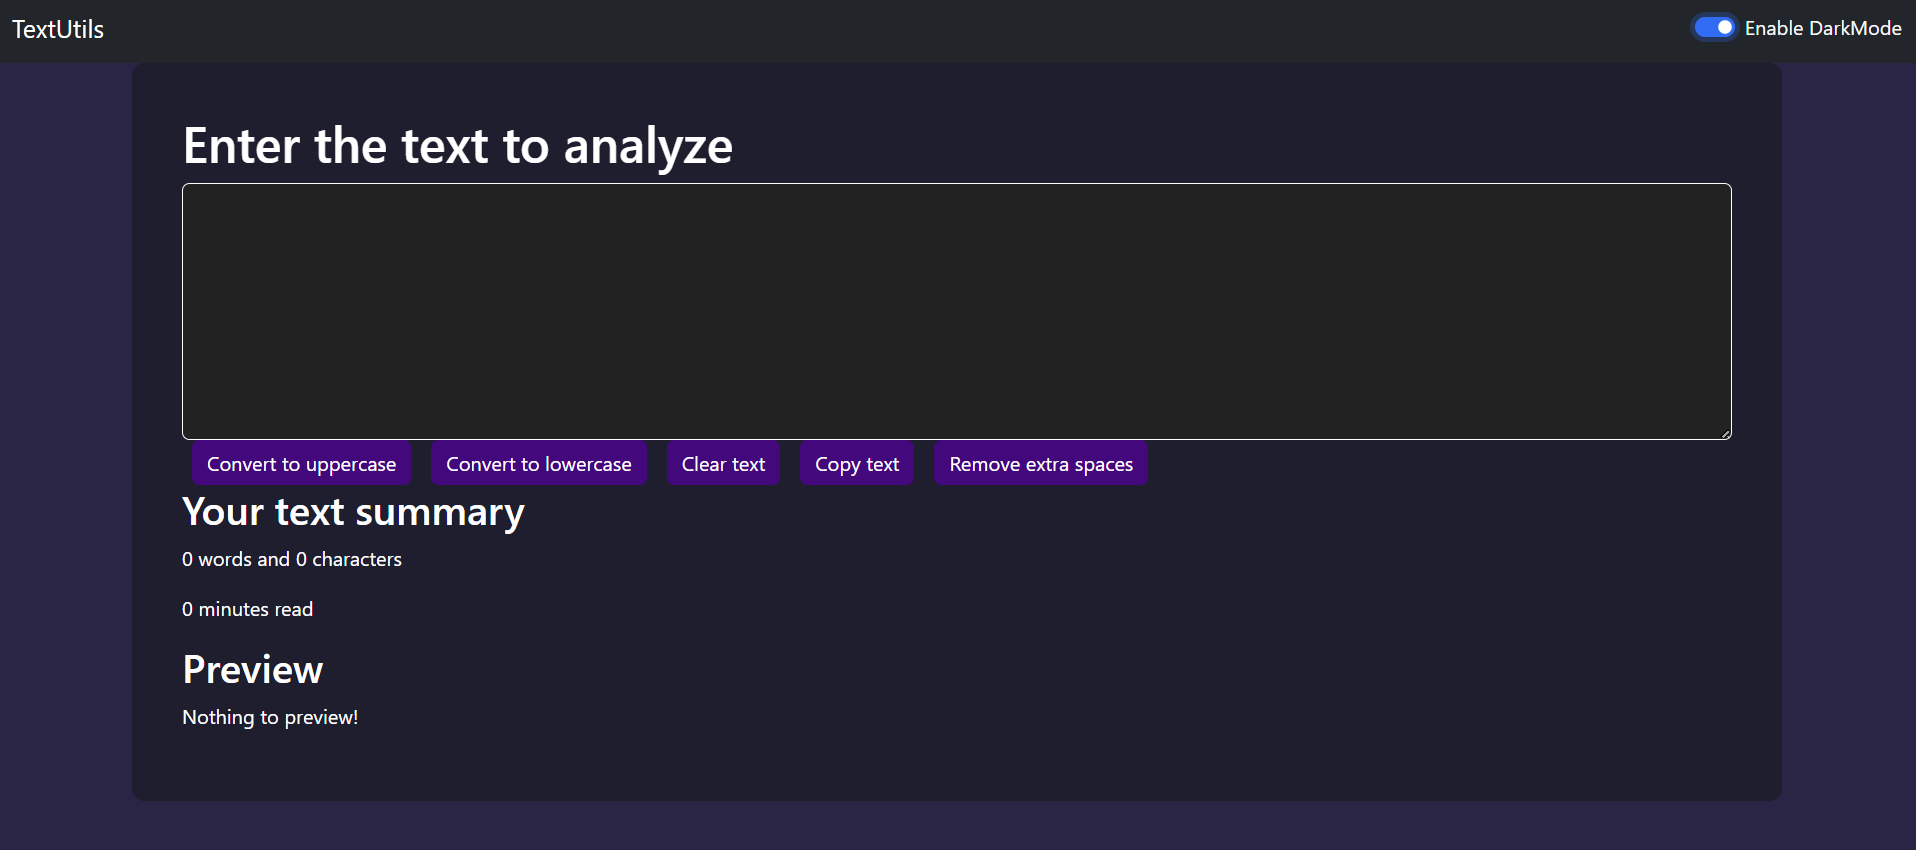 TextUtils
Enable DarkMode
Enter the text to analyze
Convert to uppercase Convert to lowercase Clear text Copy text Remove extra spaces
Your text summary
0 words and 0 characters
0 minutes read
Preview
Nothing to preview!